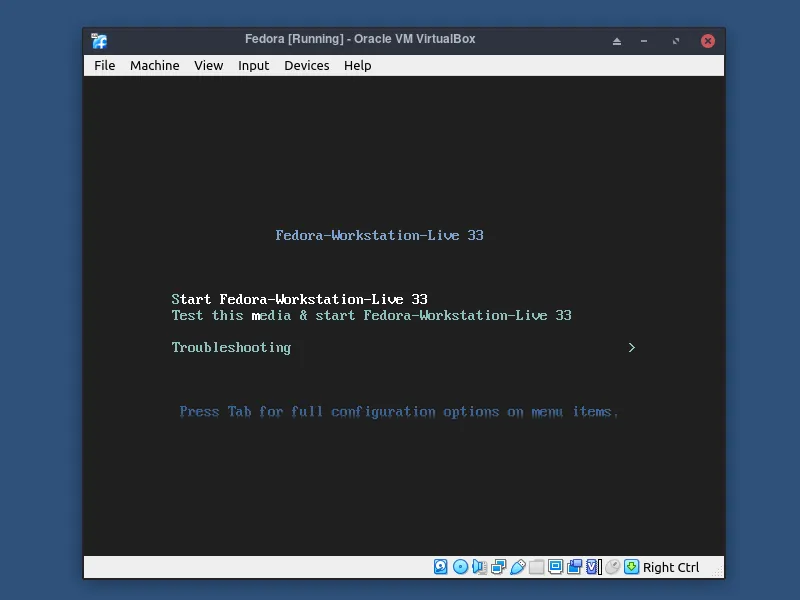 Fedora [Running] - Oracle VM VirtualBox
File Machine View Input Devices Help
Fedora-Workstation-Live 33
Start Fedora-Workstation-Live 33
Test this media & start Fedora-Workstation-Live 33
Troubleshooting >
Press Tab for full configuration options on menu items.
Right Ctrl